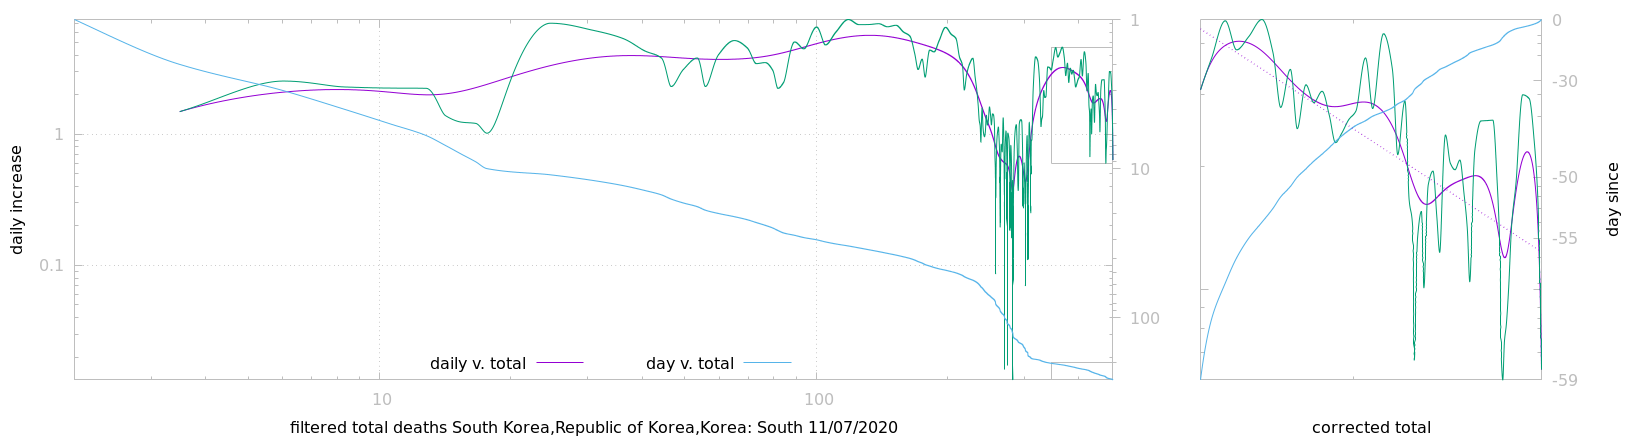 daily increase
1
0.1
10
100
daily v. total
day v. total
1
10
100
filtered total deaths South Korea,Republic of Korea,Korea: South 11/07/2020
0
-30
-50
-55
-59
day since
corrected total